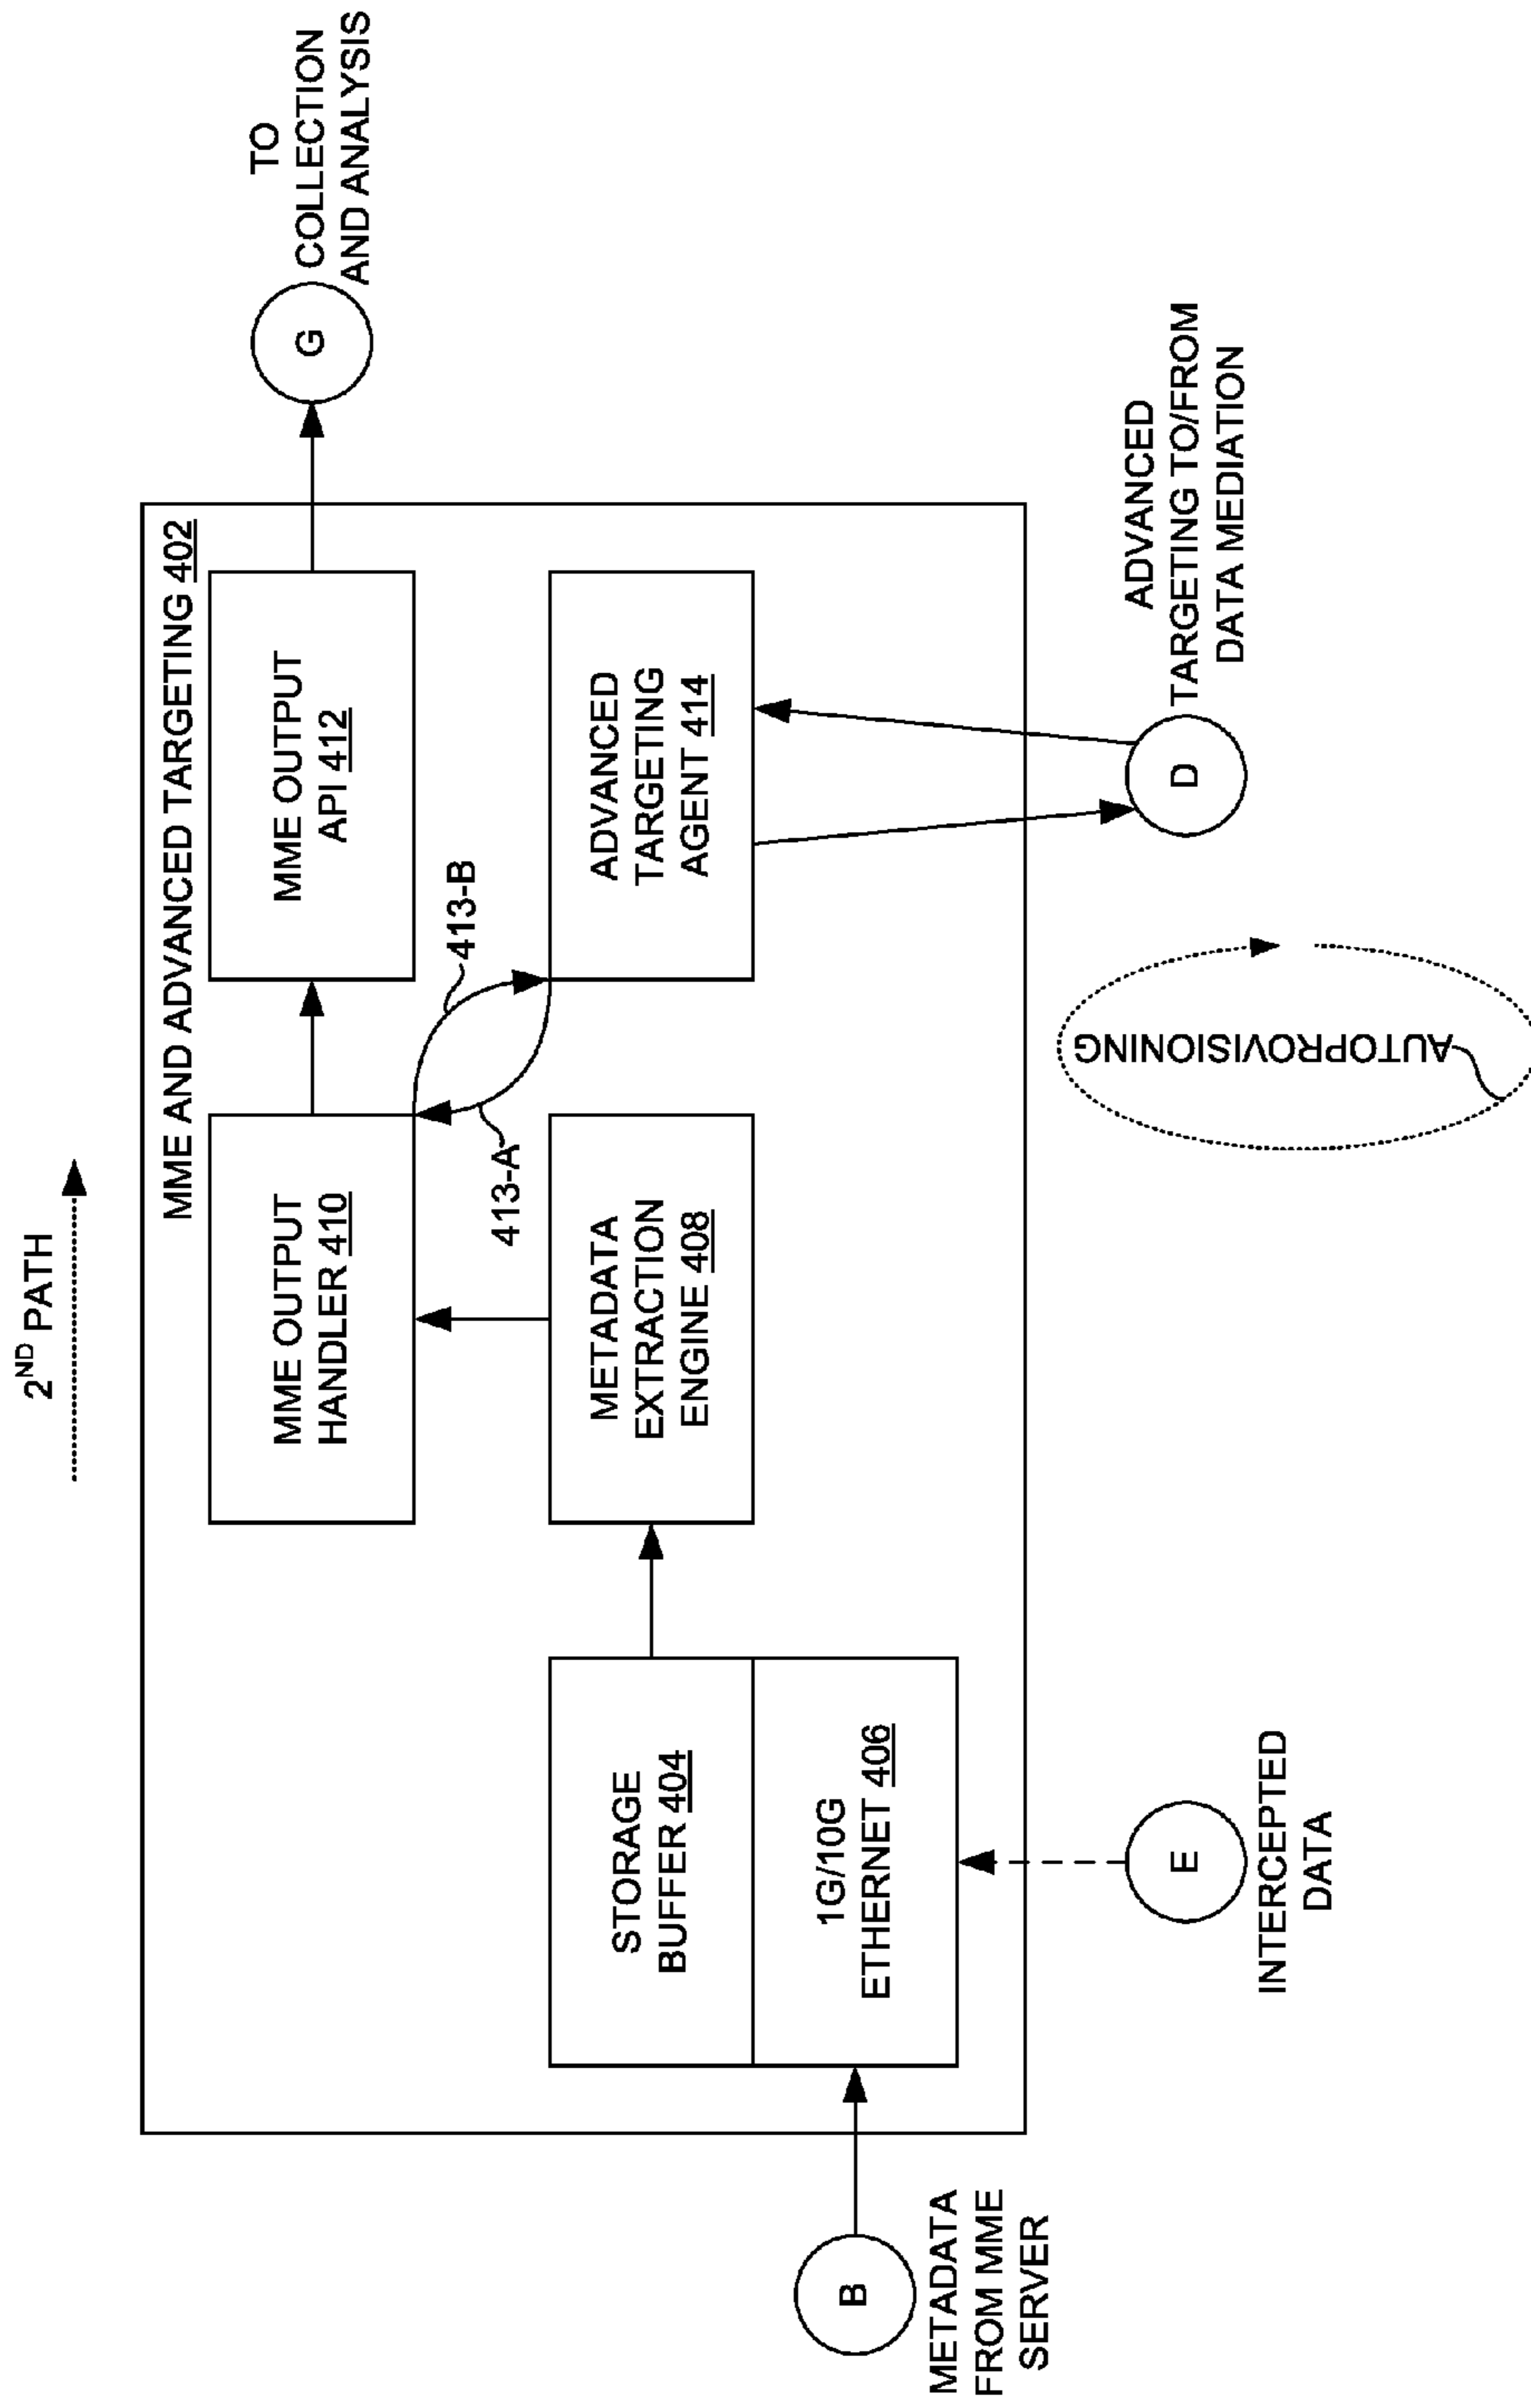 2ND PATH
MME AND ADVANCED TARGETING 402
MME OUTPUT
HANDLER 410
MME OUTPUT
API 412
G
TO
COLLECTION
AND ANALYSIS
413-B
413-A
STORAGE
BUFFER 404
1G/10G
ETHERNET 406
METADATA
EXTRACTION
ENGINE 408
ADVANCED
TARGETING
AGENT 414
B
METADATA
FROM MME
SERVER
E
INTERCEPTED
DATA
AUTOPROVISIONING
D
ADVANCED
TARGETING TO/FROM
DATA MEDIATION